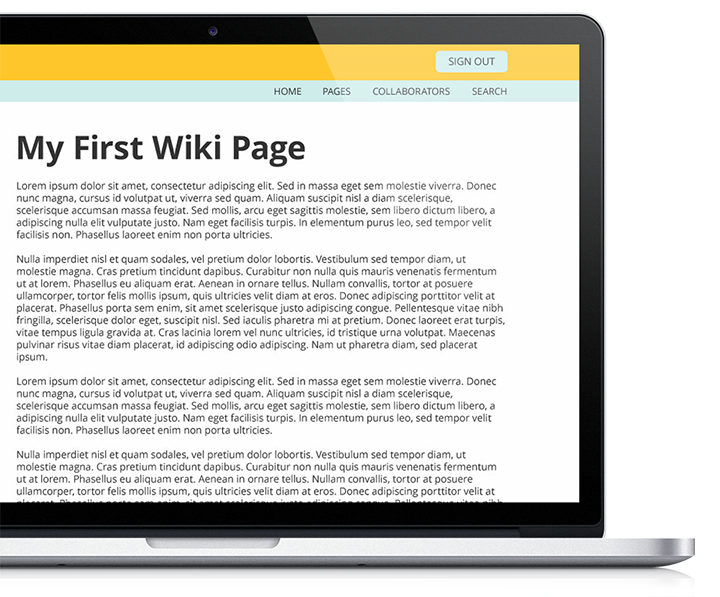 SIGN OUT
HOME PAGES COLLABORATORS SEARCH
My First Wiki Page
Lorem ipsum dolor sit amet, consectetur adipiscing elit. Sed in massa eget sem molestie viverra. Donec
nunc magna, cursus id volutpat ut, viverra sed quam. Aliquam suscipit nisl a diam scelerisque,
scelerisque accumsan massa feugiat. Sed mollis, arcu eget sagittis molestie, sem libero dictum libero, a
adipiscing nulla elit vulputate justo. Nam eget facilisis turpis. In elementum purus leo, sed tempor velit
facilisis non. Phasellus laoreet enim non porta ultricies.
Nulla imperdiet nisl et quam sodales, vel pretium dolor lobortis. Vestibulum sed tempor diam, ut
molestie magna. Cras pretium tincidunt dapibus. Curabitur non nulla quis mauris venenatis fermentum
ut at lorem. Phasellus eu aliquam erat. Aenean in ornare tellus. Nullam convallis, tortor at posuere
ullamcorper, tortor felis mollis ipsum, quis ultricies velit diam at eros. Donec adipiscing porttitor velit at
placerat. Phasellus porta sem enim, sit amet scelerisque justo adipiscing congue. Pellentesque vitae nibh
fringilla, scelerisque dolor eget, suscipit nisl. Sed iaculis pharetra mi at pretium. Donec laoreet erat turpis,
vitae tempus ligula gravida at. Cras lacinia lorem vel nunc ultricies, id tristique urna volutpat. Maecenas
pulvinar risus vitae diam placerat, id adipiscing odio adipiscing. Nam ut pharetra diam, sed placerat
ipsum.
Lorem ipsum dolor sit amet, consectetur adipiscing elit. Sed in massa eget sem molestie viverra. Donec
nunc magna, cursus id volutpat ut, viverra sed quam. Aliquam suscipit nisl a diam scelerisque,
scelerisque accumsan massa feugiat. Sed mollis, arcu eget sagittis molestie, sem libero dictum libero, a
adipiscing nulla elit vulputate justo. Nam eget facilisis turpis. In elementum purus leo, sed tempor velit
facilisis non. Phasellus laoreet enim non porta ultricies.
Nulla imperdiet nisl et quam sodales, vel pretium dolor lobortis. Vestibulum sed tempor diam, ut
molestie magna. Cras pretium tincidunt dapibus. Curabitur non nulla quis mauris venenatis fermentum
ut at lorem. Phasellus eu aliquam erat. Aenean in ornare tellus. Nullam convallis, tortor at posuere
ullamcorper, tortor felis mollis ipsum, quis ultricies velit diam at eros. Donec adipiscing porttitor velit at
placerat. Phasellus porta sem enim, sit amet scelerisque justo adipiscing congue. Pellentesque vitae nibh